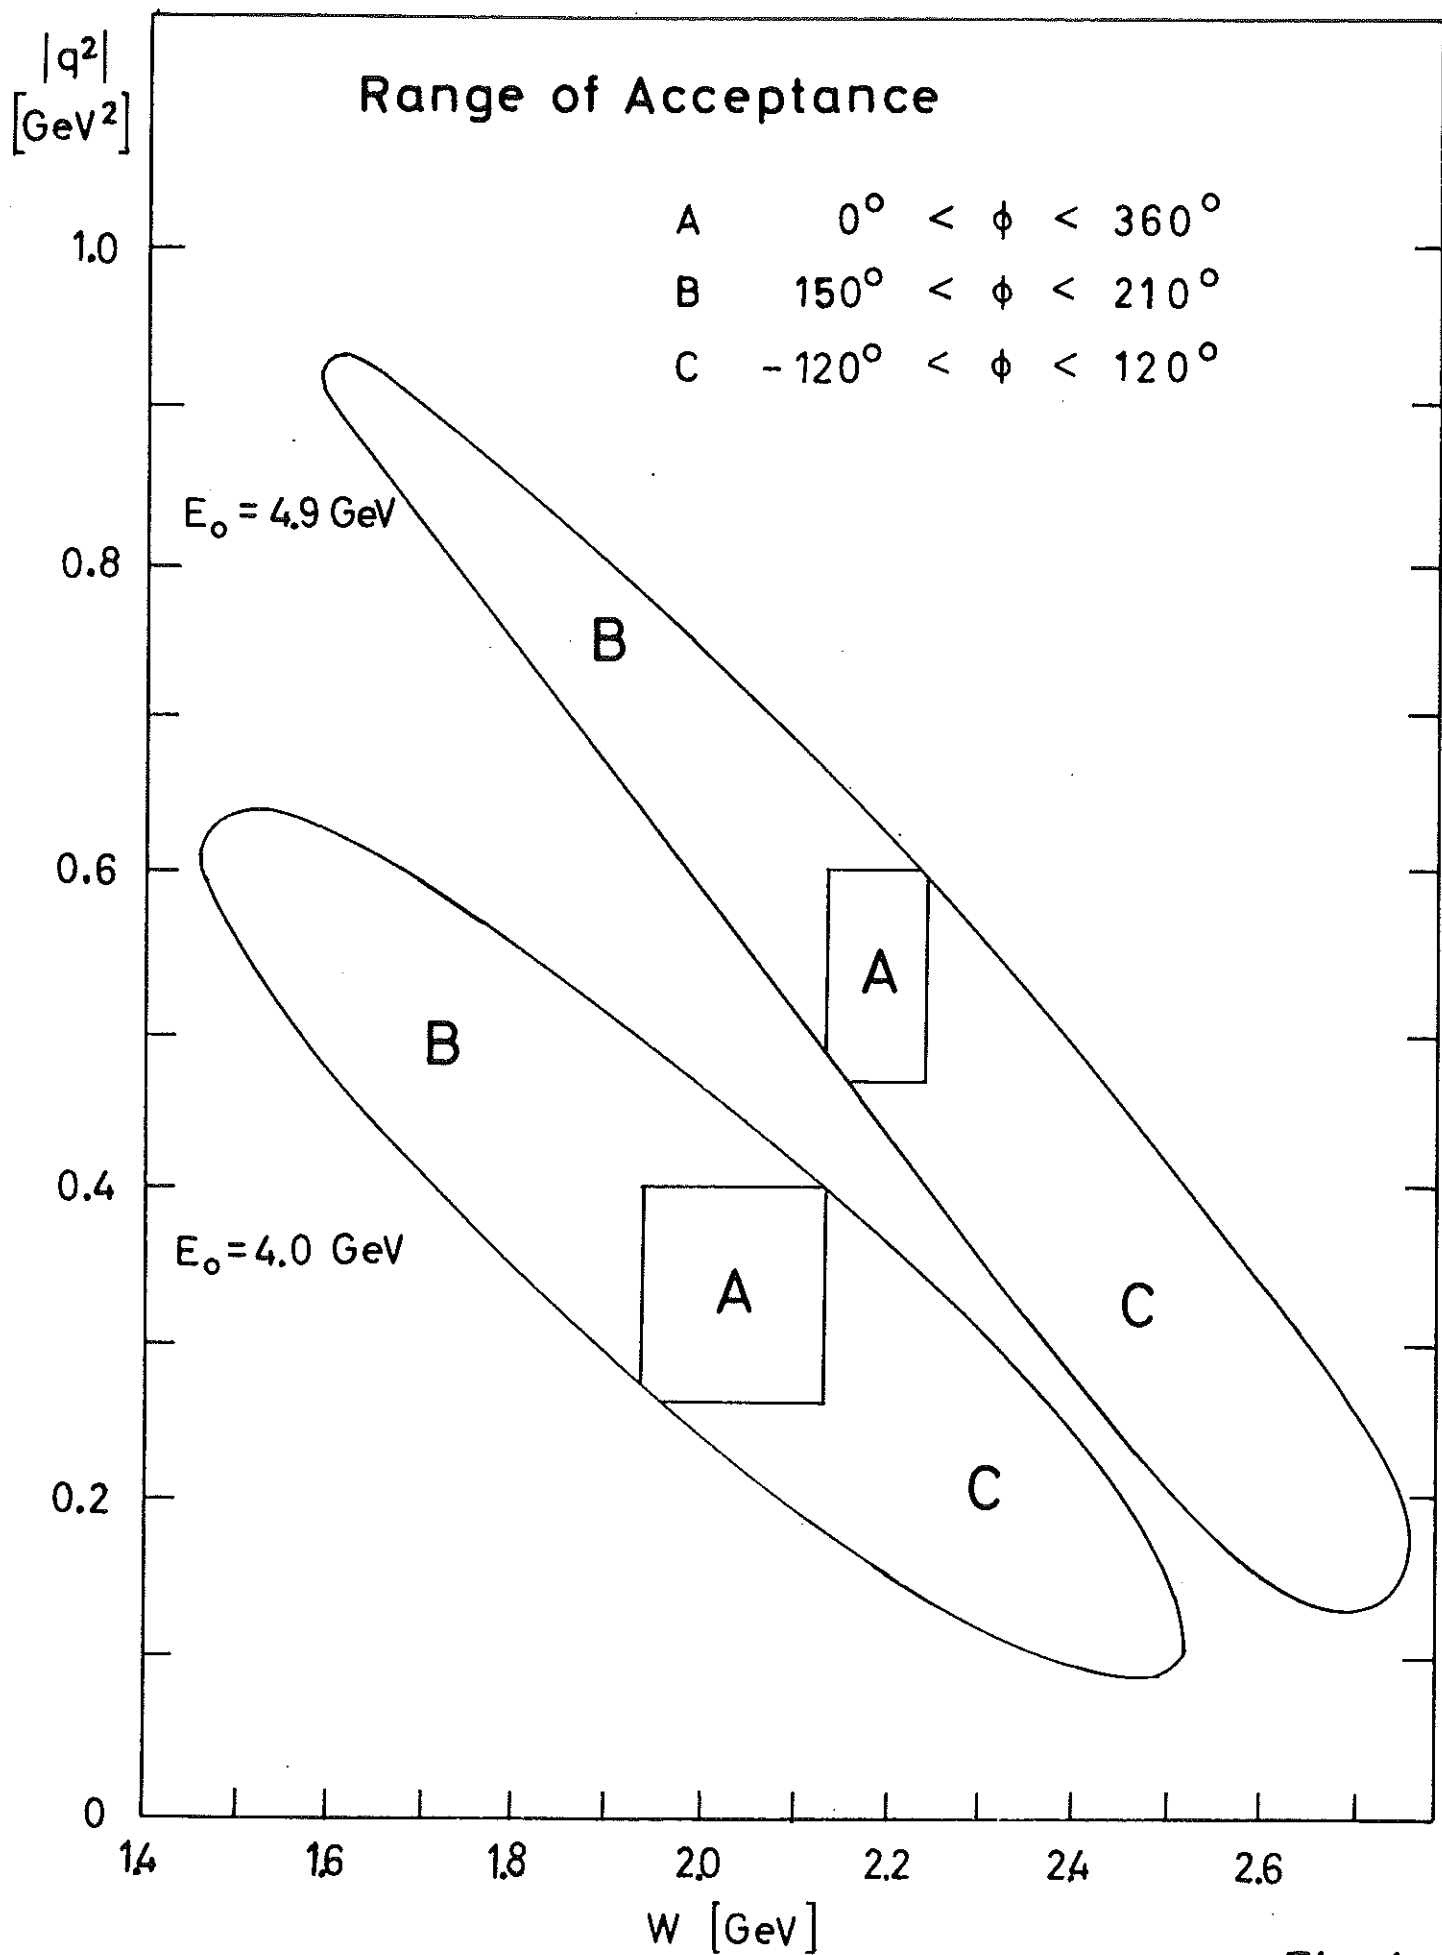 |q²|
[GeV²]
Range of Acceptance
A 0° < ϕ < 360°
B 150° < ϕ < 210°
C -120° < ϕ < 120°
1.0
E₀ = 4.9 GeV
0.8
B
0.6
A
B
0.4
E₀ = 4.0 GeV
A
C
0.2
C
0
1.4 1.6 1.8 2.0 2.2 2.4 2.6
W [GeV]